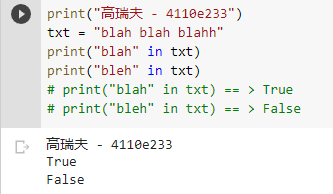 print("高瑞夫 - 4110e233")
txt = "blah blah blahh"
print("blah" in txt)
print("bleh" in txt)
# print("blah" in txt) == > True
# print("bleh" in txt) == > False
高瑞夫 - 4110e233
True
False